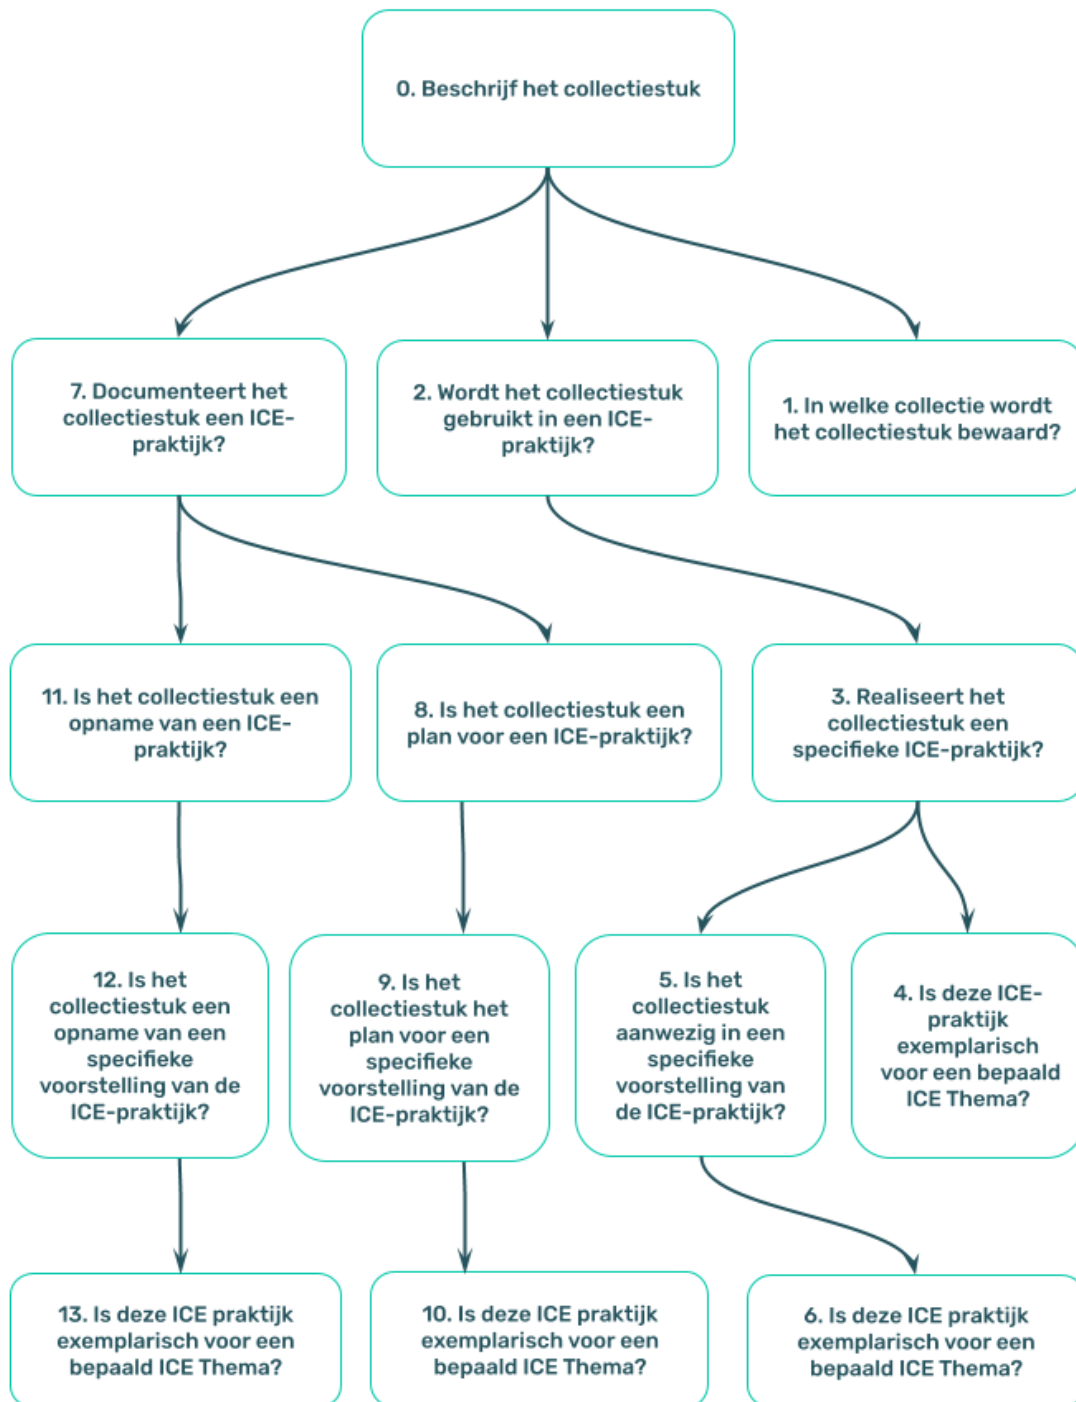 0. Beschrijf het collectiestuk
7. Documenteert het
collectiestuk een ICE-
praktijk?
2. Wordt het collectiestuk
gebruikt in een ICE-
praktijk?
1. In welke collectie wordt
het collectiestuk bewaard?
11. Is het collectiestuk een
opname van een ICE-
praktijk?
8. Is het collectiestuk een
plan voor een ICE-praktijk?
3. Realiseert het
collectiestuk een
specifieke ICE-praktijk?
12. Is het
collectiestuk een
opname van een
specifieke
voorstelling van de
ICE-praktijk?
9. Is het
collectiestuk het
plan voor een
specifieke
voorstelling van de
ICE-praktijk?
5. Is het
collectiestuk
aanwezig in een
specifieke
voorstelling van
de ICE-praktijk?
4. Is deze ICE-
praktijk
exemplarisch
voor een bepaald
ICE Thema?
13. Is deze ICE praktijk
exemplarisch voor een
bepaald ICE Thema?
10. Is deze ICE praktijk
exemplarisch voor een
bepaald ICE Thema?
6. Is deze ICE praktijk
exemplarisch voor een
bepaald ICE Thema?